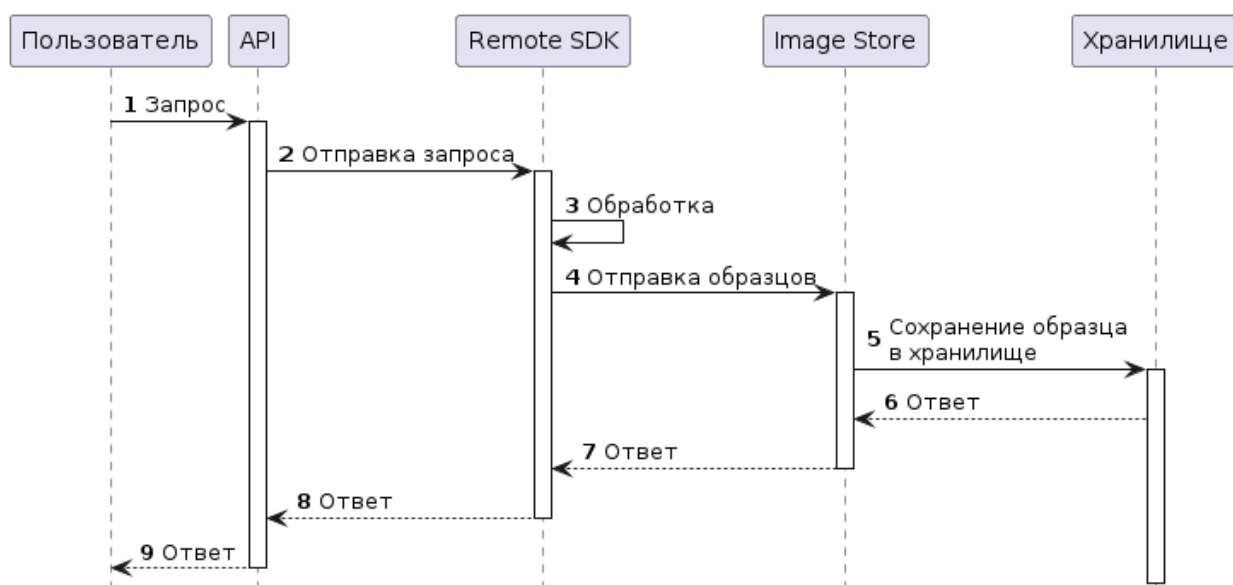 Пользователь
API
Remote SDK
Image Store
Хранилище
1 Запрос
2 Отправка запроса
3 Обработка
4 Отправка образцов
5 Сохранение образца
в хранилище
6 Ответ
7 Ответ
8 Ответ
9 Ответ